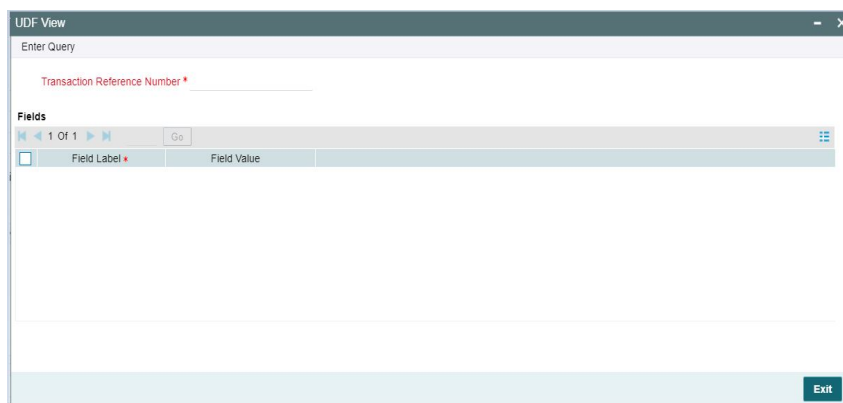 UDF View
Enter Query
Transaction Reference Number *
Fields
1 Of 1 Go
Field Label * Field Value
Exit